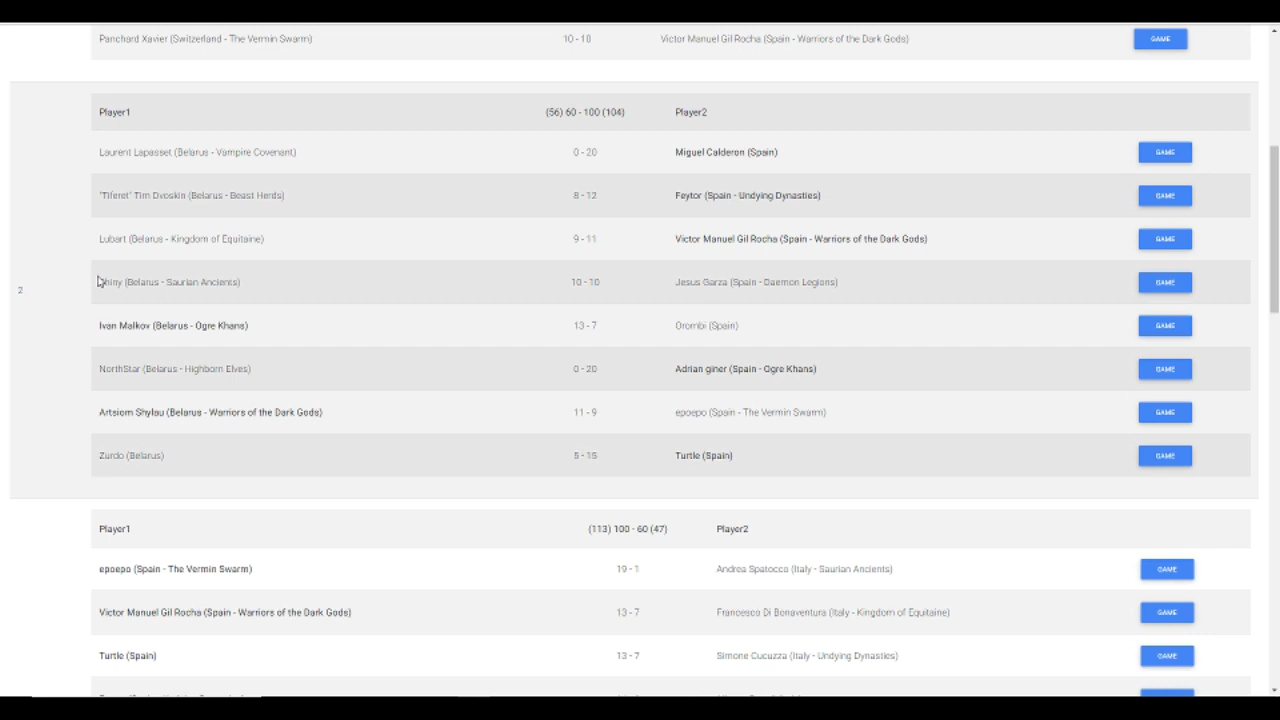 Panchard Xavier (Switzerland - The Vermin Swarm) 10 - 10 Victor Manuel Gil Rocha (Spain - Warriors of the Dark Gods) GAME
Player1 (56) 60 - 100 (104) Player2
Laurent Lapasset (Belarus - Vampire Covenant) 0 - 20 Miguel Calderon (Spain) GAME
'Tiferet' Tim Dvoskin (Belarus - Beast Herds) 8 - 12 Feytor (Spain - Undying Dynasties) GAME
Lubart (Belarus - Kingdom of Equitaine) 9 - 11 Victor Manuel Gil Rocha (Spain - Warriors of the Dark Gods) GAME
2 (Belarus - Saurian Ancients) 10 - 10 Jesus Garza (Spain - Daemon Legions) GAME
Ivan Malkov (Belarus - Ogre Khans) 13 - 7 Orombi (Spain) GAME
NorthStar (Belarus - Highborn Elves) 0 - 20 Adrian giner (Spain - Ogre Khans) GAME
Artsiom Shylau (Belarus - Warriors of the Dark Gods) 11 - 9 epoepo (Spain - The Vermin Swarm) GAME
Zurdo (Belarus) 5 - 15 Turtle (Spain) GAME
Player1 (113) 100 - 60 (47) Player2
epoepo (Spain - The Vermin Swarm) 19 - 1 Andrea Spatocco (Italy - Saurian Ancients) GAME
Victor Manuel Gil Rocha (Spain - Warriors of the Dark Gods) 13 - 7 Francesco Di Bonaventura (Italy - Kingdom of Equitaine) GAME
Turtle (Spain) 13 - 7 Simone Cucuzza (Italy - Undying Dynasties) GAME